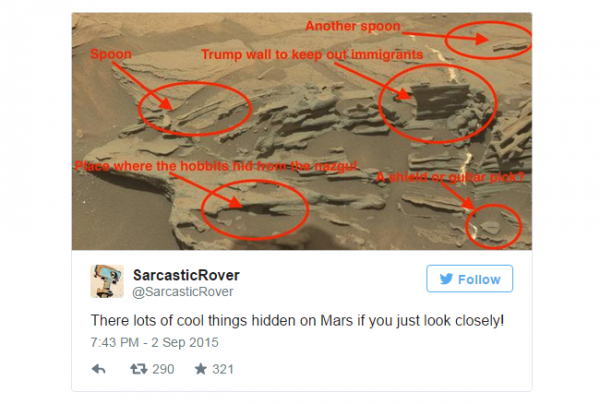 Another spoon
Spoon
Trump wall to keep out immigrants
Place where the hobbits hid from the nazgul
A shield or guitar pick?
SarcasticRover
@SarcasticRover
Follow
There lots of cool things hidden on Mars if you just look closely!
7:43 PM - 2 Sep 2015
290
321